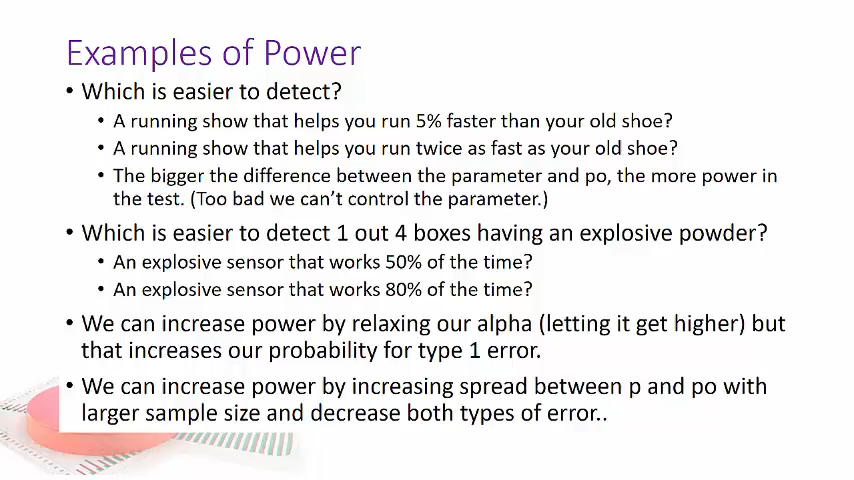 Examples of Power
• Which is easier to detect?
• A running show that helps you run 5% faster than your old shoe?
• A running show that helps you run twice as fast as your old shoe?
• The bigger the difference between the parameter and po, the more power in
the test. (Too bad we can't control the parameter.)
• Which is easier to detect 1 out 4 boxes having an explosive powder?
• An explosive sensor that works 50% of the time?
• An explosive sensor that works 80% of the time?
• We can increase power by relaxing our alpha (letting it get higher) but
that increases our probability for type 1 error.
• We can increase power by increasing spread between p and po with
larger sample size and decrease both types of error..